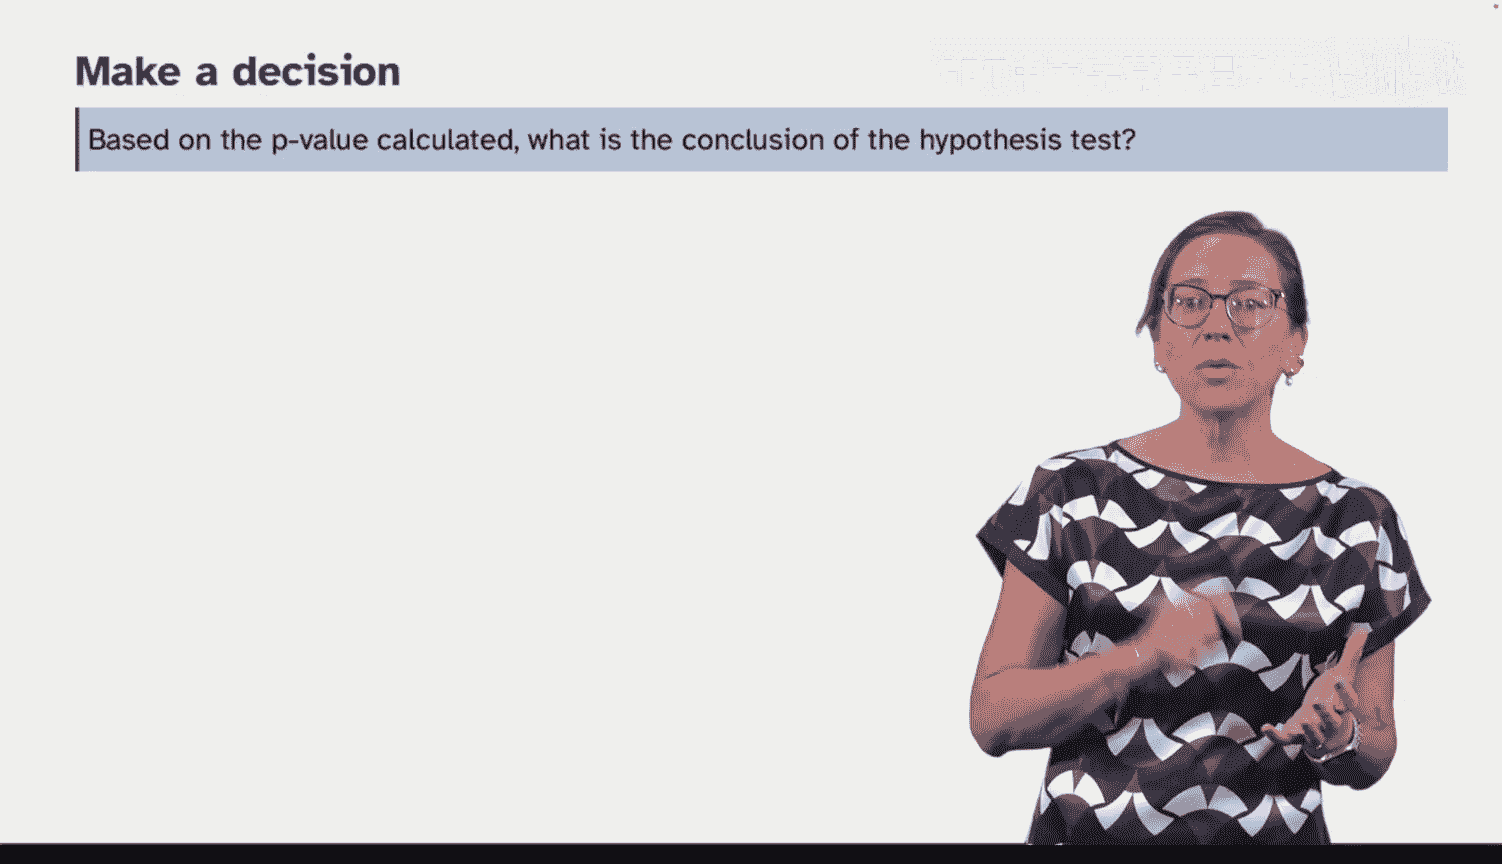 Make a decision
Based on the p-value calculated, what is the conclusion of the hypothesis test?